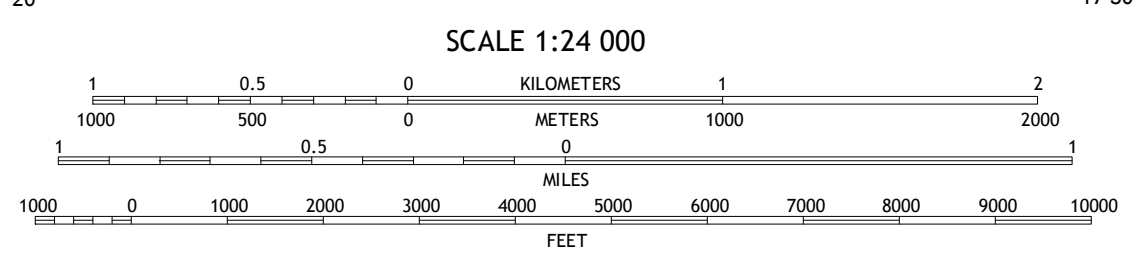 SCALE 1:24 000
1 0.5 0 KILOMETERS 1 2
1000 500 0 METERS 1000 2000
1 0.5 0 1
MILES
1000 0 1000 2000 3000 4000 5000 6000 7000 8000 9000 10000
FEET